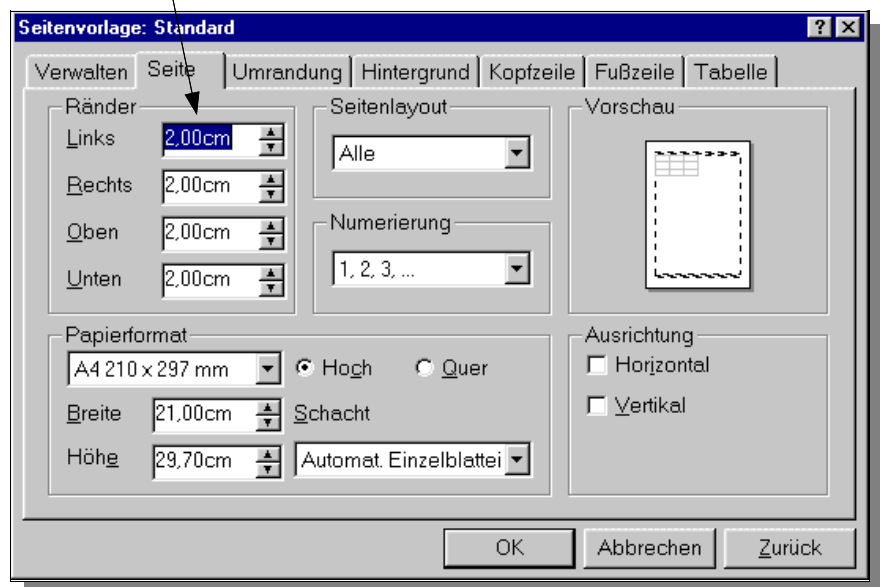 Seitenvorlage: Standard
Verwalten Seite Umrandung Hintergrund Kopfzeile Fußzeile Tabelle
Ränder
Links 2,00cm
Rechts 2,00cm
Oben 2,00cm
Unten 2,00cm
Seitenlayout
Alle
Numerierung
1, 2, 3, ...
Vorschau
Papierformat
A4 210 x 297 mm Hoch Quer
Breite 21,00cm Schacht
Höhe 29,70cm Automat. Einzelblattei
Ausrichtung
Horizontal
Vertikal
OK Abbrechen Zurück